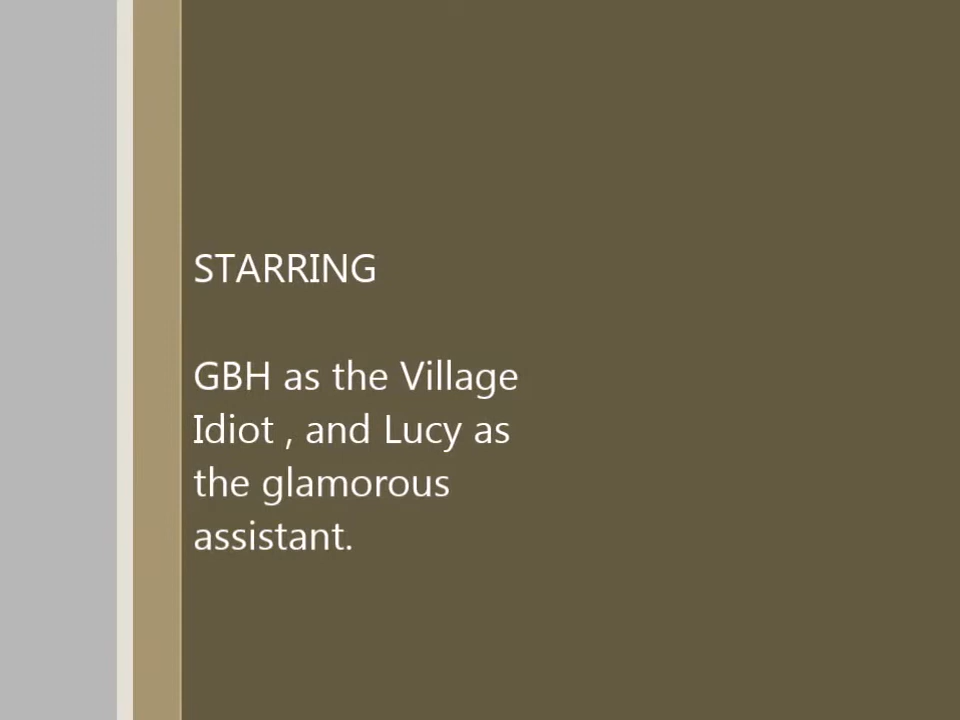 STARRING
GBH as the Village
Idiot , and Lucy as
the glamorous
assistant.